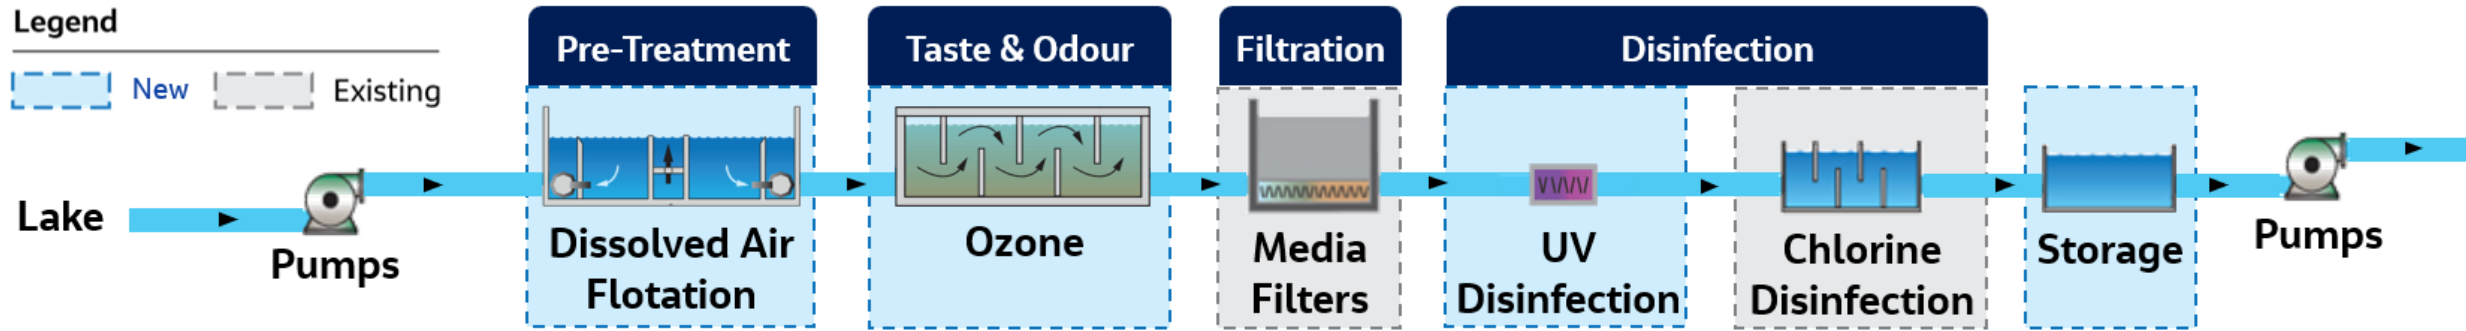 Legend
New
Existing
Pre-Treatment
Taste & Odour
Filtration
Disinfection
Lake
Pumps
Dissolved Air
Flotation
Ozone
Media
Filters
UV
Disinfection
Chlorine
Disinfection
Storage
Pumps